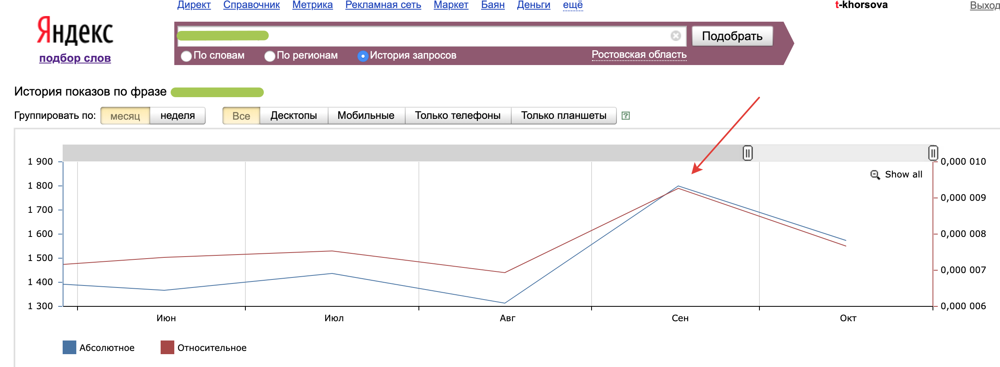 Директ Справочник Метрика Рекламная сеть Маркет Баян Деньги ещё t-khorsova Выход
Яндекс
подбор слов
Подобрать
По словам По регионам История запросов Ростовская область
История показов по фразе
Группировать по: месяц неделя Все Десктопы Мобильные Только телефоны Только планшеты ?
1 900 0,000 010
Show all
1 800
0,000 009
1 700
1 600 0,000 008
1 500
0,000 007
1 400
1 300 0,000 006
Июн Июл Авг Сен Окт
Абсолютное Относительное